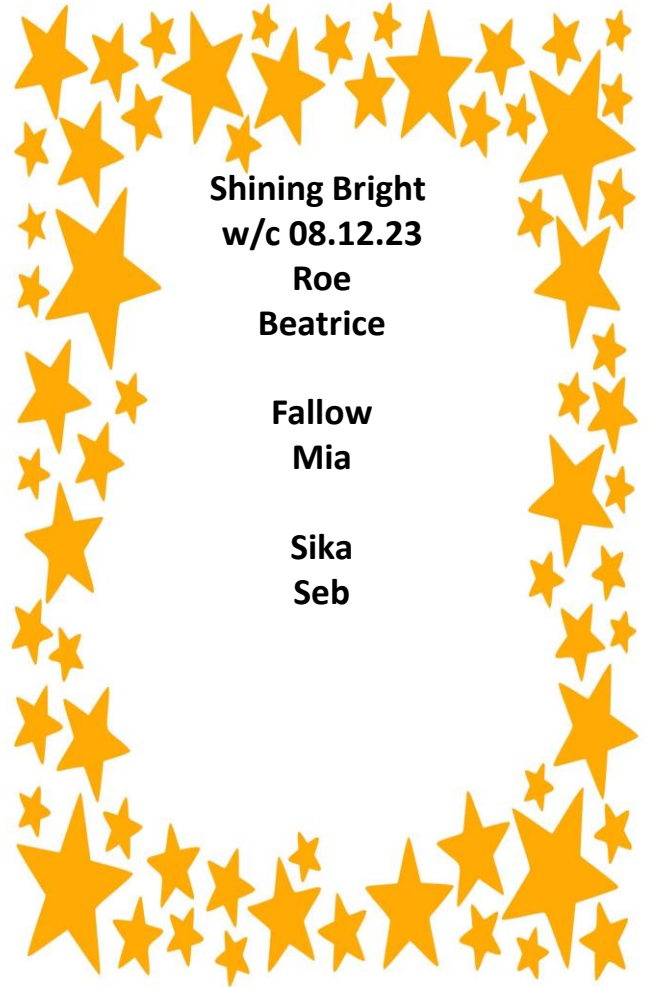 Shining Bright
w/c 08.12.23
Roe
Beatrice
Fallow
Mia
Sika
Seb